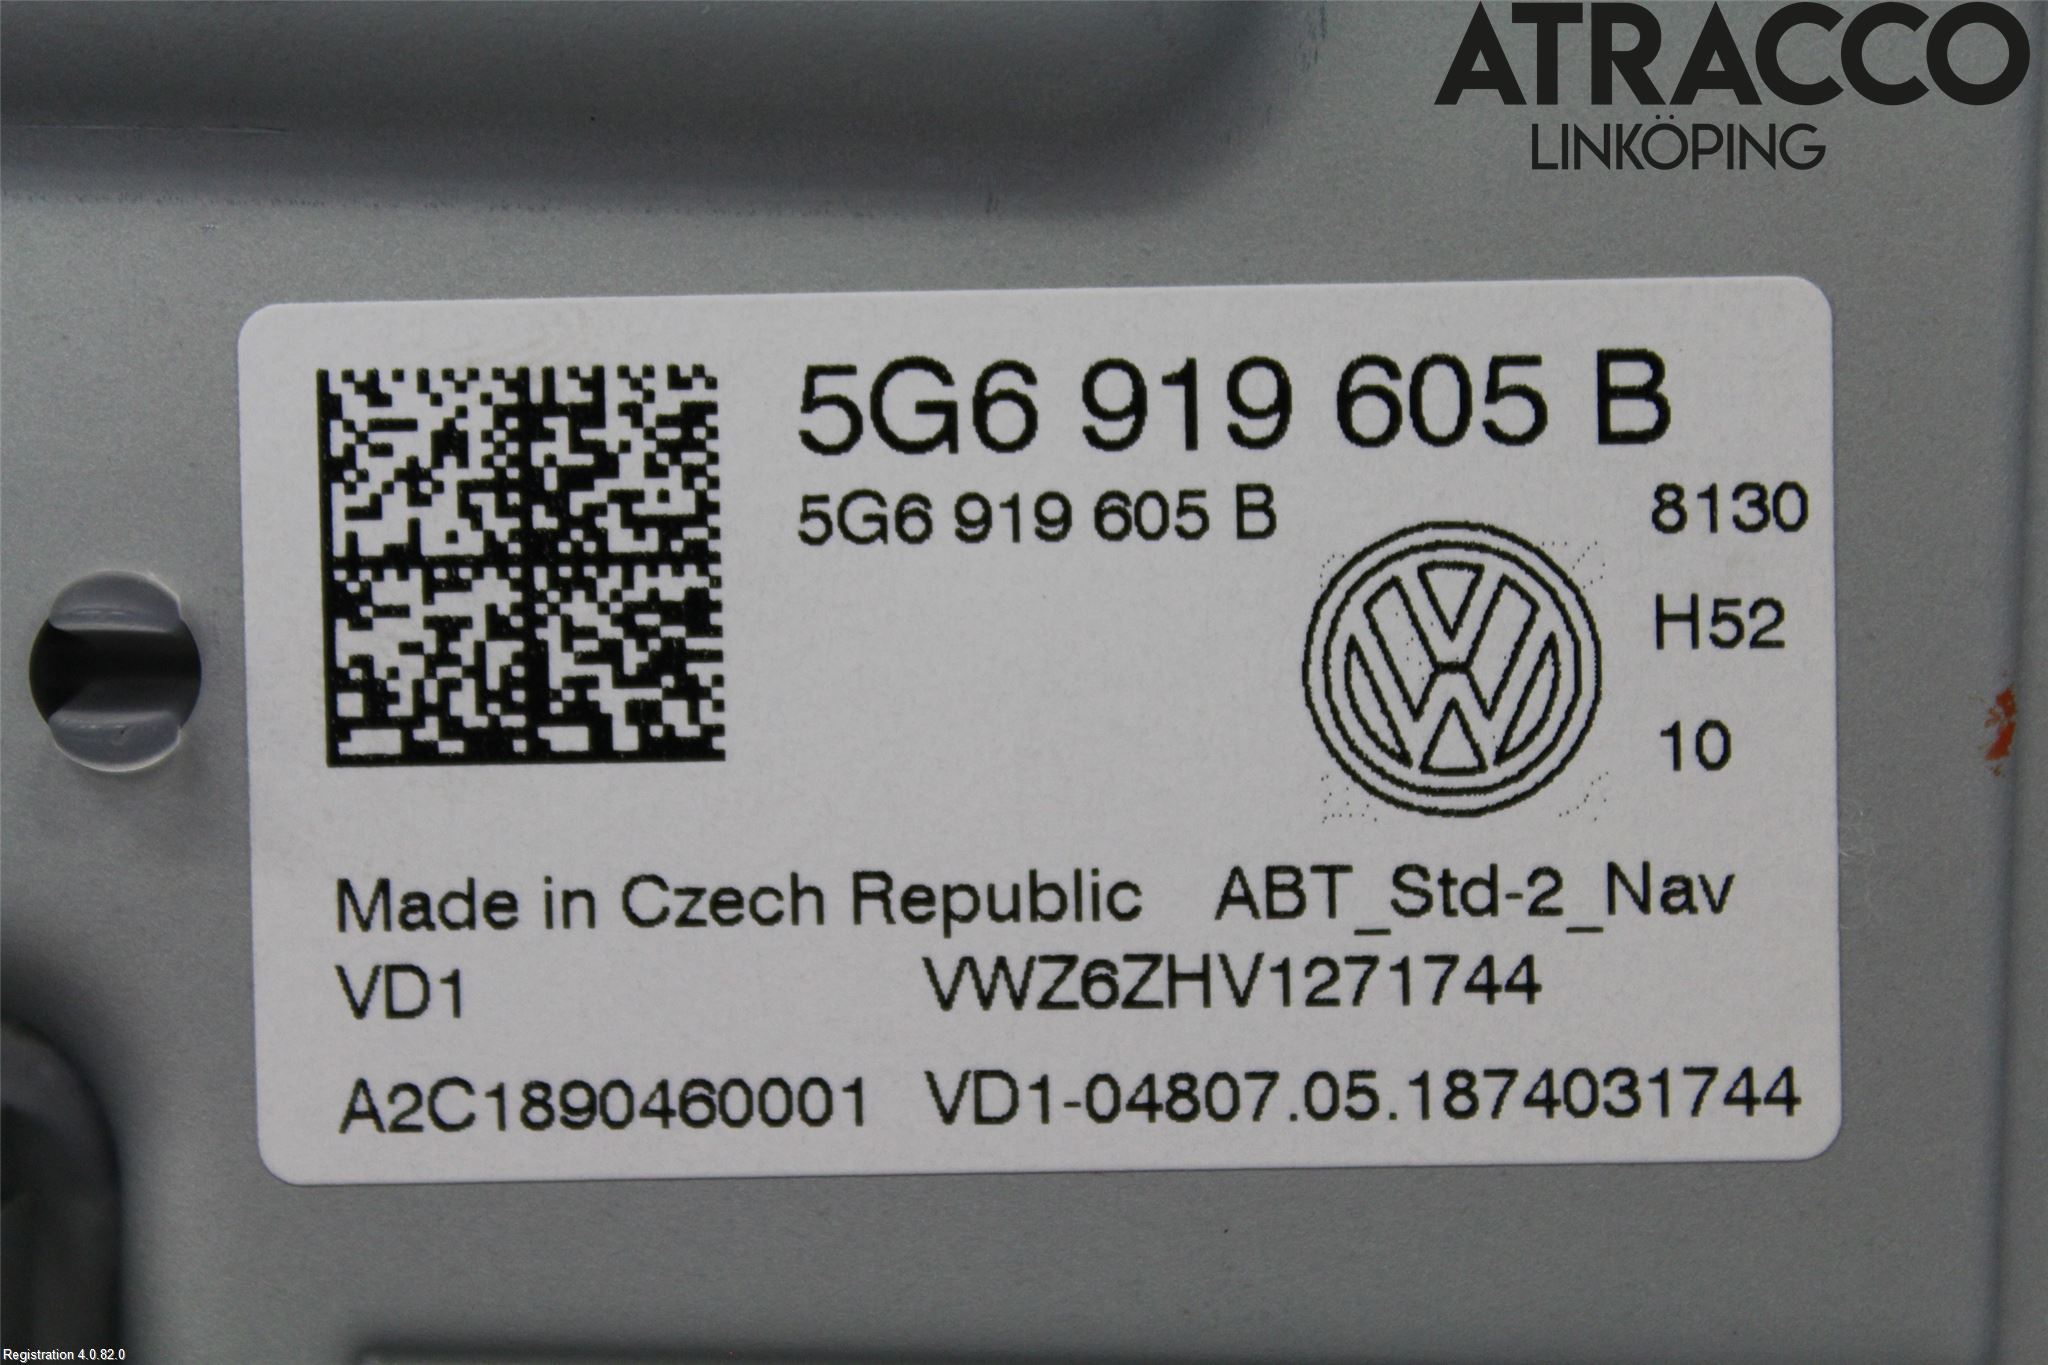 ATRACCO
LINKÖPING
5G6 919 605 B
5G6 919 605 B
8130
H52
10
Made in Czech Republic ABT_Std-2_Nav
VD1 VWZ6ZHV1271744
A2C1890460001 VD1-04807.05.1874031744
Registration 4.0.82.0